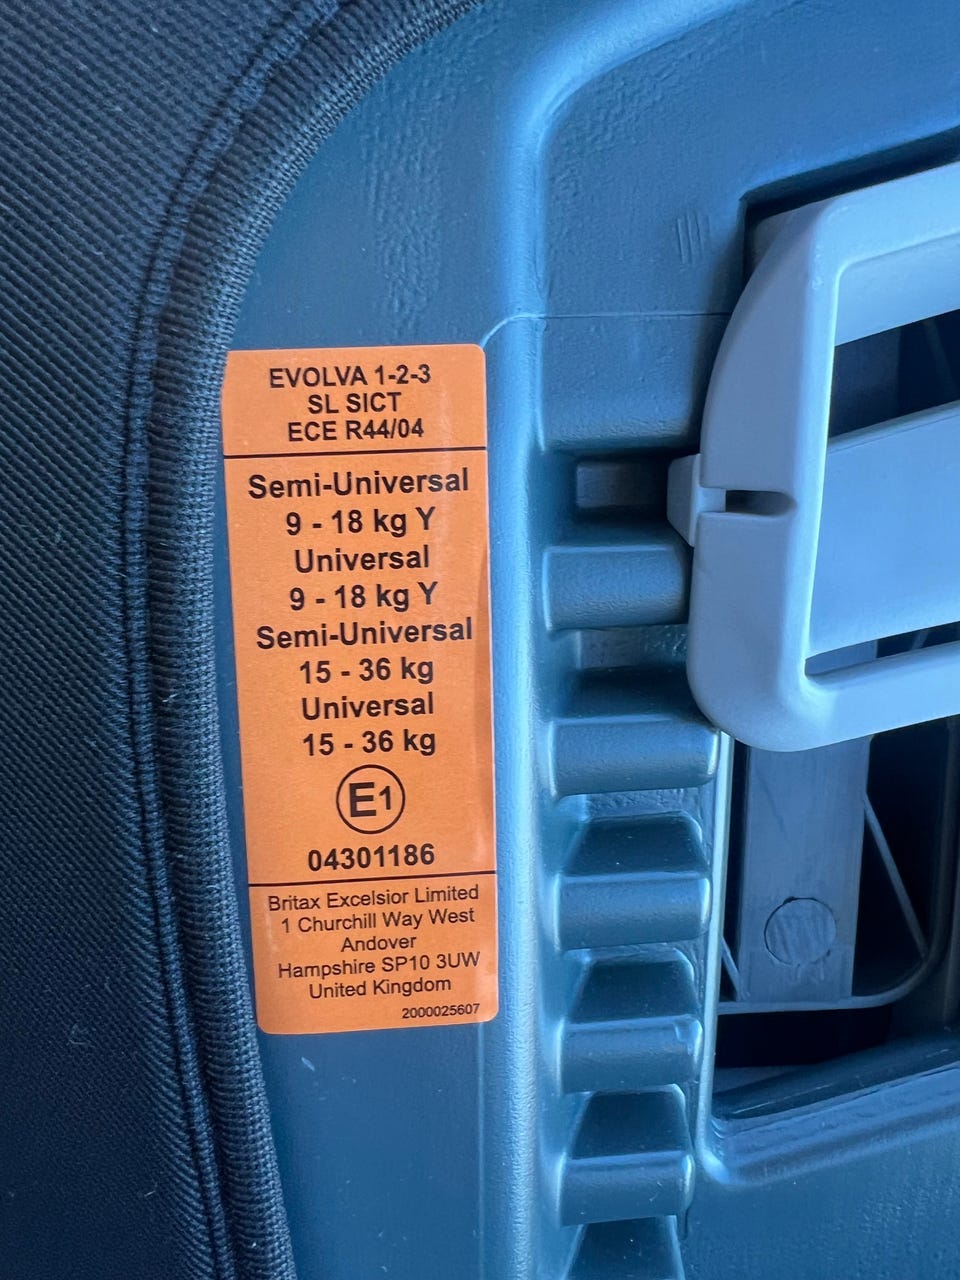 EVOLVA 1-2-3
SL SICT
ECE R44/04
Semi-Universal
9 - 18 kg Y
Universal
9 - 18 kg Y
Semi-Universal
15 - 36 kg
Universal
15 - 36 kg
E1
04301186
Britax Excelsior Limited
1 Churchill Way West
Andover
Hampshire SP10 3UW
United Kingdom
2000025607